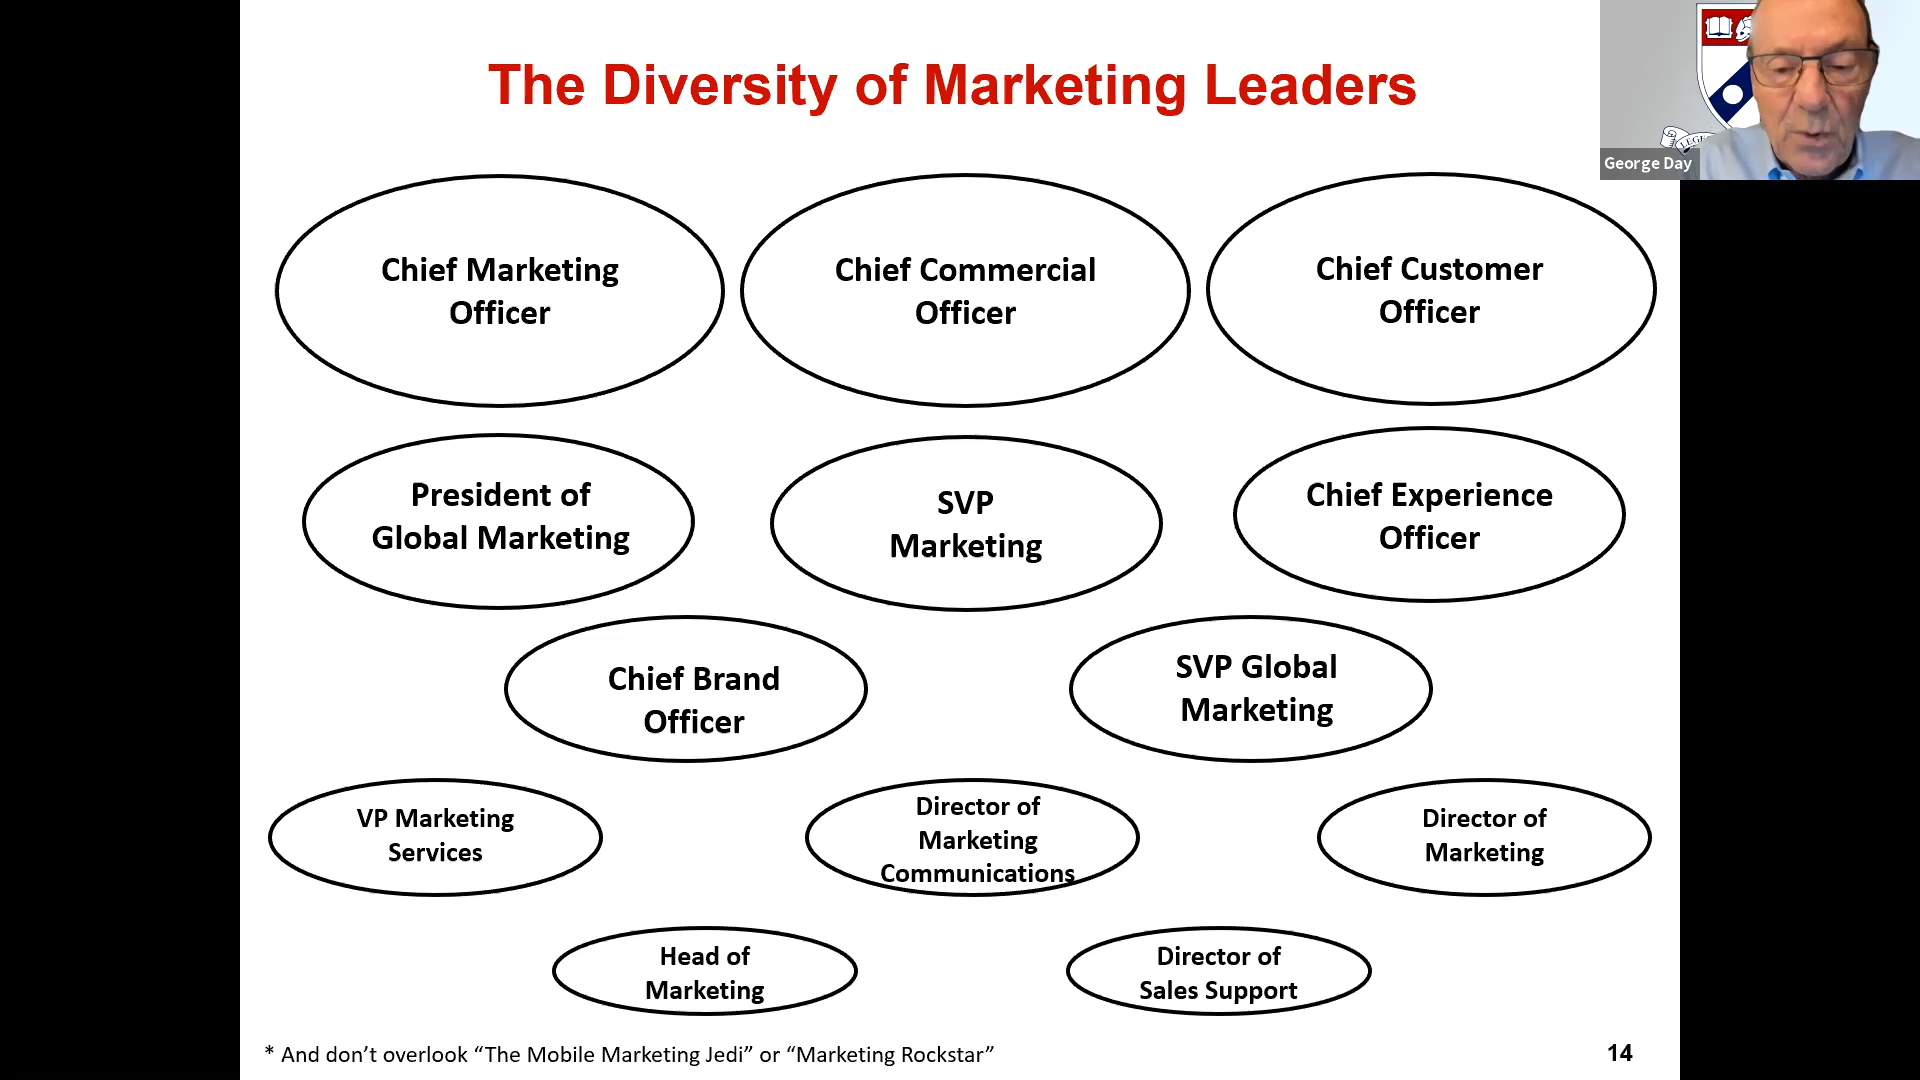 The Diversity of Marketing Leaders
LEGE
George Day
Chief Marketing
Officer
Chief Commercial
Officer
Chief Customer
Officer
President of
Global Marketing
SVP
Marketing
Chief Experience
Officer
Chief Brand
Officer
SVP Global
Marketing
VP Marketing
Services
Director of
Marketing
Communications
Director of
Marketing
Head of
Marketing
Director of
Sales Support
* And don’t overlook “The Mobile Marketing Jedi” or “Marketing Rockstar”
14